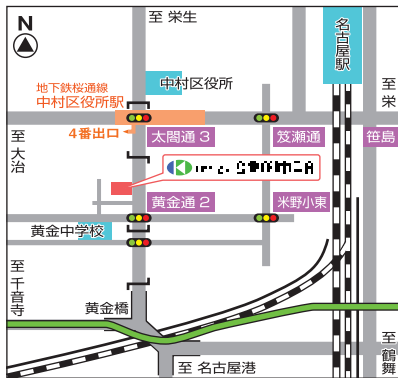 N
至 栄生
名古屋駅
中村区役所
地下鉄桜通線
中村区役所駅
至 栄
4番出口
太閤通 3
笈瀬通
笹島
至 大治
黄金通 2
米野小東
黄金中学校
至 千音寺
黄金橋
至 名古屋港
至 鶴舞